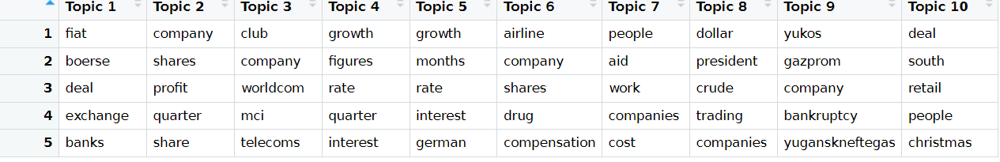 Topic 1 Topic 2 Topic 3 Topic 4 Topic 5 Topic 6 Topic 7 Topic 8 Topic 9 Topic 10
1 fiat company club growth growth airline people dollar yukos deal
2 boerse shares company figures months company aid president gazprom south
3 deal profit worldcom rate rate shares work crude company retail
4 exchange quarter mci quarter interest drug companies trading bankruptcy people
5 banks share telecoms interest german compensation cost companies yuganskneftegas christmas